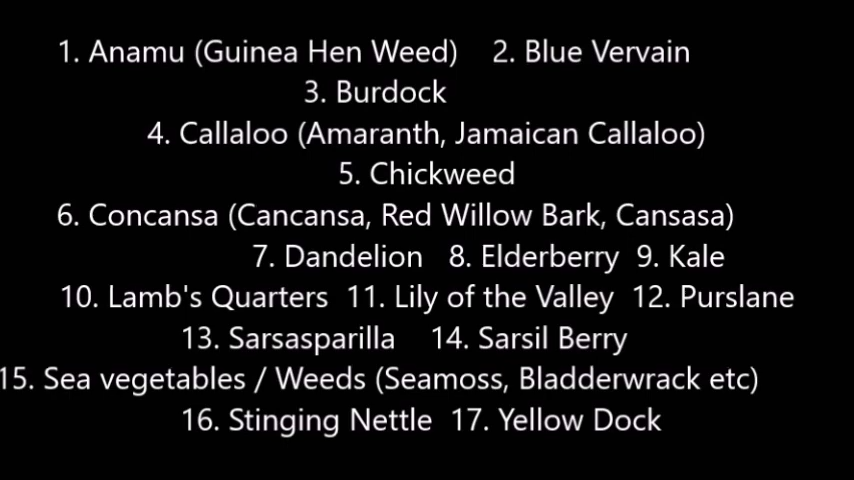 1. Anamu (Guinea Hen Weed) 2. Blue Vervain
3. Burdock
4. Callaloo (Amaranth, Jamaican Callaloo)
5. Chickweed
6. Concansa (Cancansa, Red Willow Bark, Cansasa)
7. Dandelion 8. Elderberry 9. Kale
10. Lamb's Quarters 11. Lily of the Valley 12. Purslane
13. Sarsasparilla 14. Sarsil Berry
15. Sea vegetables / Weeds (Seamoss, Bladderwrack etc)
16. Stinging Nettle 17. Yellow Dock